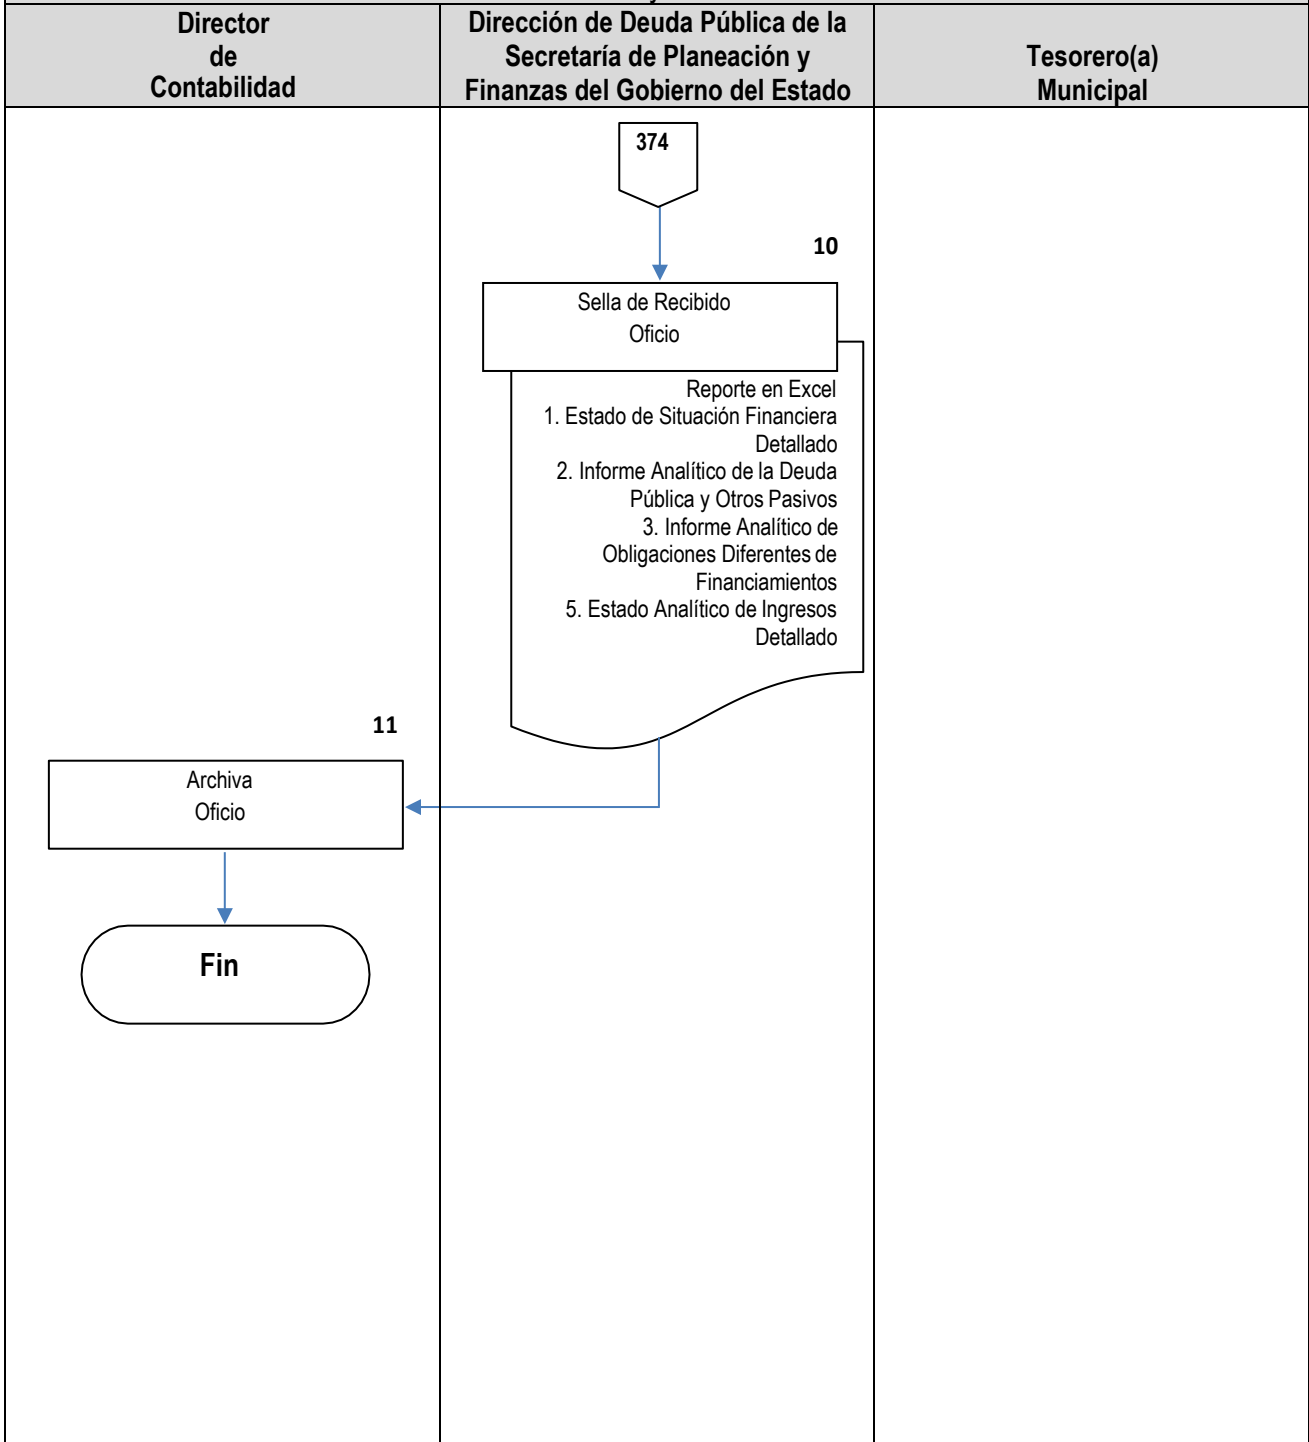 Director
de
Contabilidad
Dirección de Deuda Pública de la
Secretaría de Planeación y
Finanzas del Gobierno del Estado
Tesorero(a)
Municipal
374
10
Sella de Recibido
Oficio
Reporte en Excel
1. Estado de Situación Financiera
Detallado
2. Informe Analítico de la Deuda
Pública y Otros Pasivos
3. Informe Analítico de
Obligaciones Diferentes de
Financiamientos
5. Estado Analítico de Ingresos
Detallado
11
Archiva
Oficio
Fin